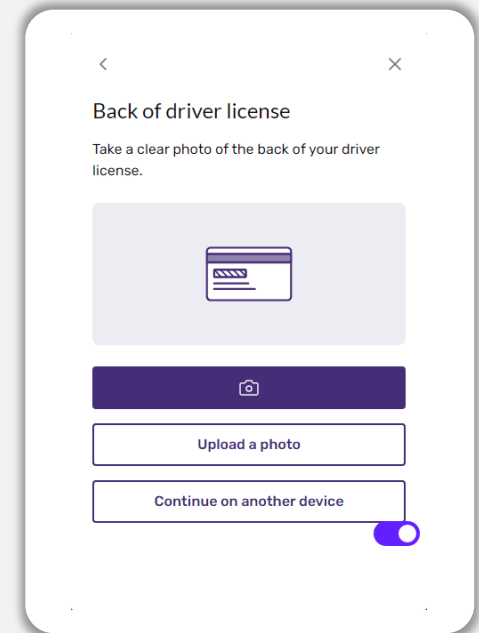 Back of driver license
Take a clear photo of the back of your driver
license.
Upload a photo
Continue on another device